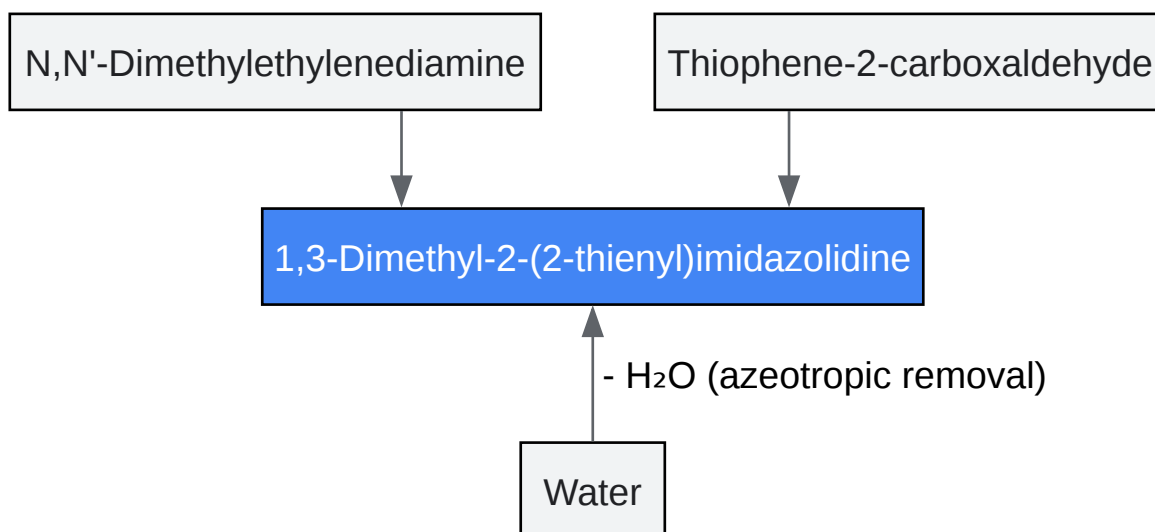 N,N'-Dimethylethylenediamine
Thiophene-2-carboxaldehyde
1,3-Dimethyl-2-(2-thienyl)imidazolidine
- H₂O (azeotropic removal)
Water